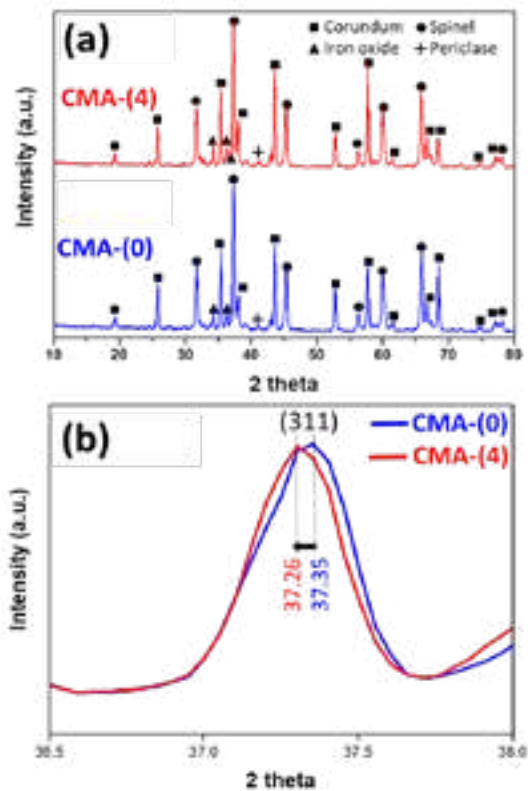 (a)
■ Corundum ● Spinel
▲ Iron oxide + Periclase
CMA-(4)
CMA-(0)
Intensity (a.u.)
10 20 30 40 50 60 70 80
2 theta
(b)
(311)
CMA-(0)
CMA-(4)
37.26
37.35
Intensity (a.u.)
36.5 37.0 37.5 38.0
2 theta